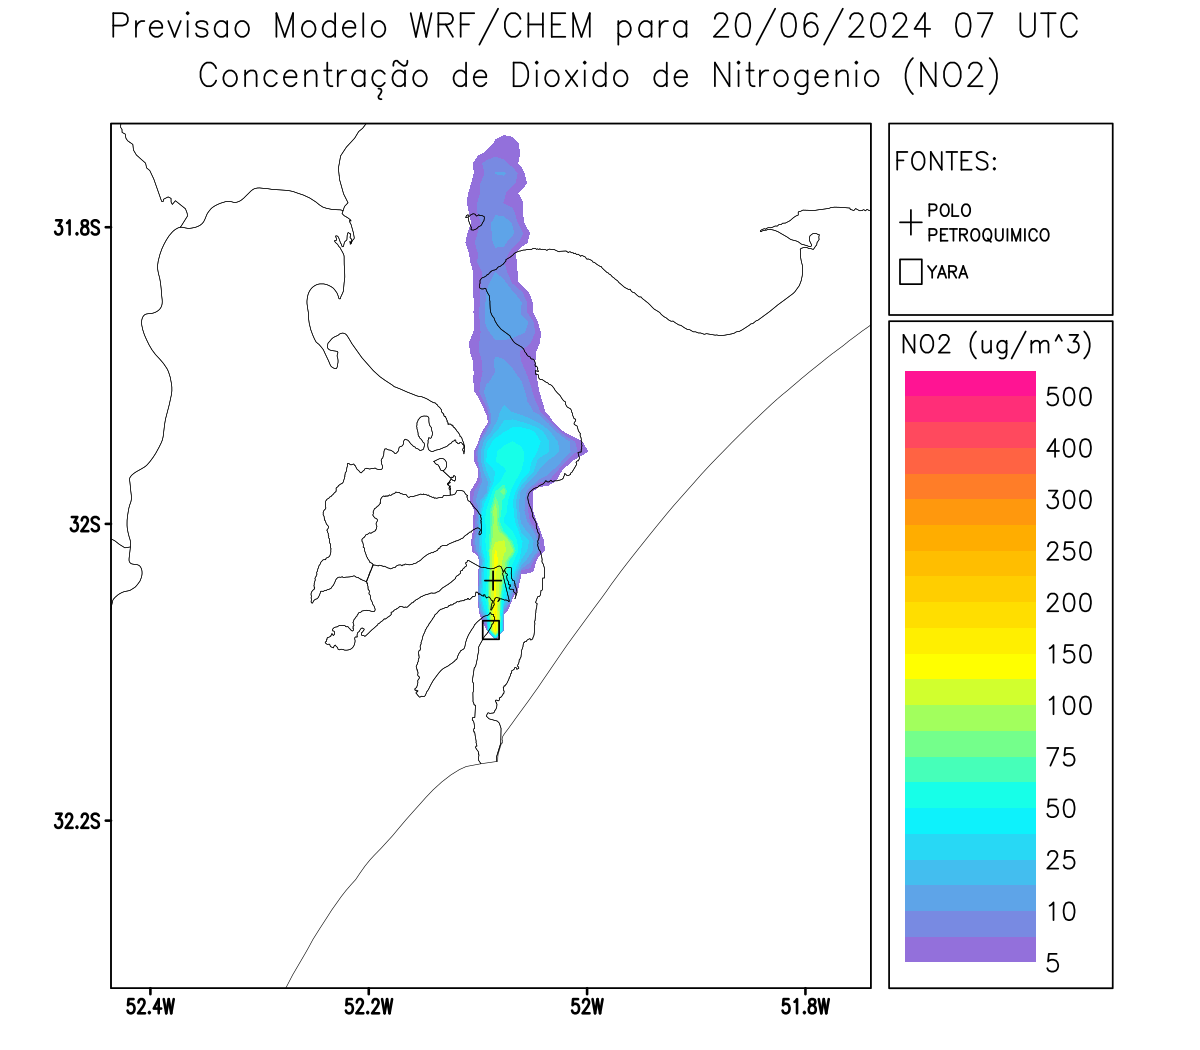 Previsao Modelo WRF/CHEM para 20/06/2024 07 UTC
Concentração de Dioxido de Nitrogenio (NO2)
FONTES:
POLO
PETROQUIMICO
YARA
31.8S
32S
32.2S
52.4W
52.2W
52W
51.8W
NO2 (ug/m^3)
500
400
300
250
200
150
100
75
50
25
10
5